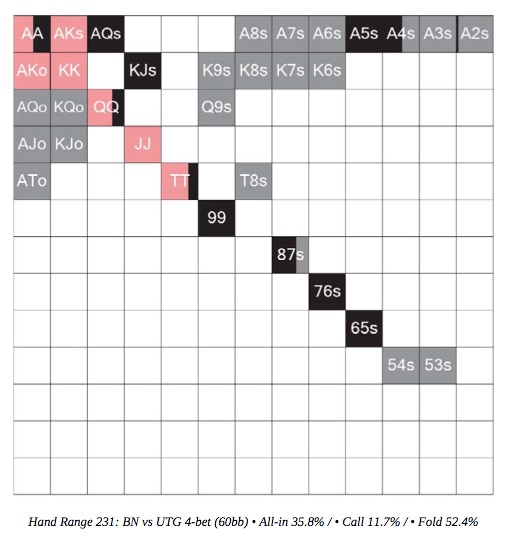 AA AKs AQs A8s A7s A6s A5s A4s A3s A2s
AKo KK KJs K9s K8s K7s K6s
AQo KQo QQ Q9s
AJo KJo JJ
ATo TT T8s
99
87s
76s
65s
54s 53s
Hand Range 231: BN vs UTG 4-bet (60bb) • All-in 35.8% / • Call 11.7% / • Fold 52.4%